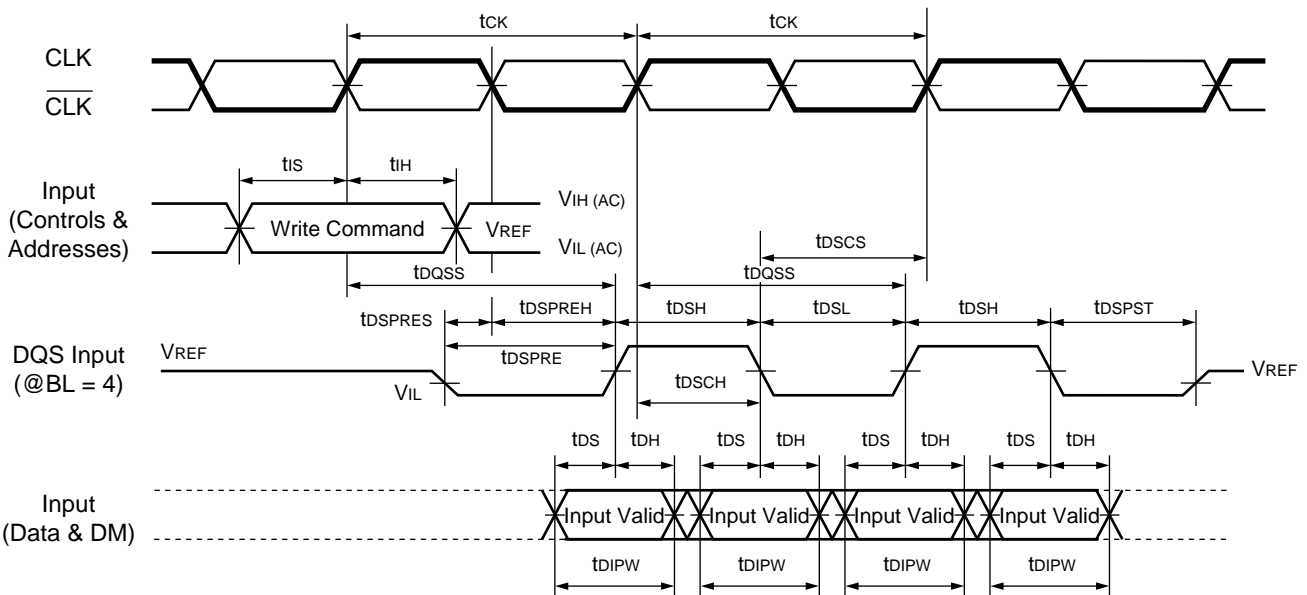 tCK tCK
CLK
CLK
tIS tIH
Input
(Controls &
Addresses)
Write Command
VIH (AC)
VREF
VIL (AC)
tDSCS
tDQSS tDQSS
tDSPRES tDSPREH tDSH tDSL tDSH tDSPST
DQS Input
(@BL = 4)
VREF
tDSPRE
VIL
tDSCH
VREF
tDS tDH tDS tDH tDS tDH tDS tDH
Input
(Data & DM)
Input Valid Input Valid Input Valid Input Valid
tDIPW tDIPW tDIPW tDIPW